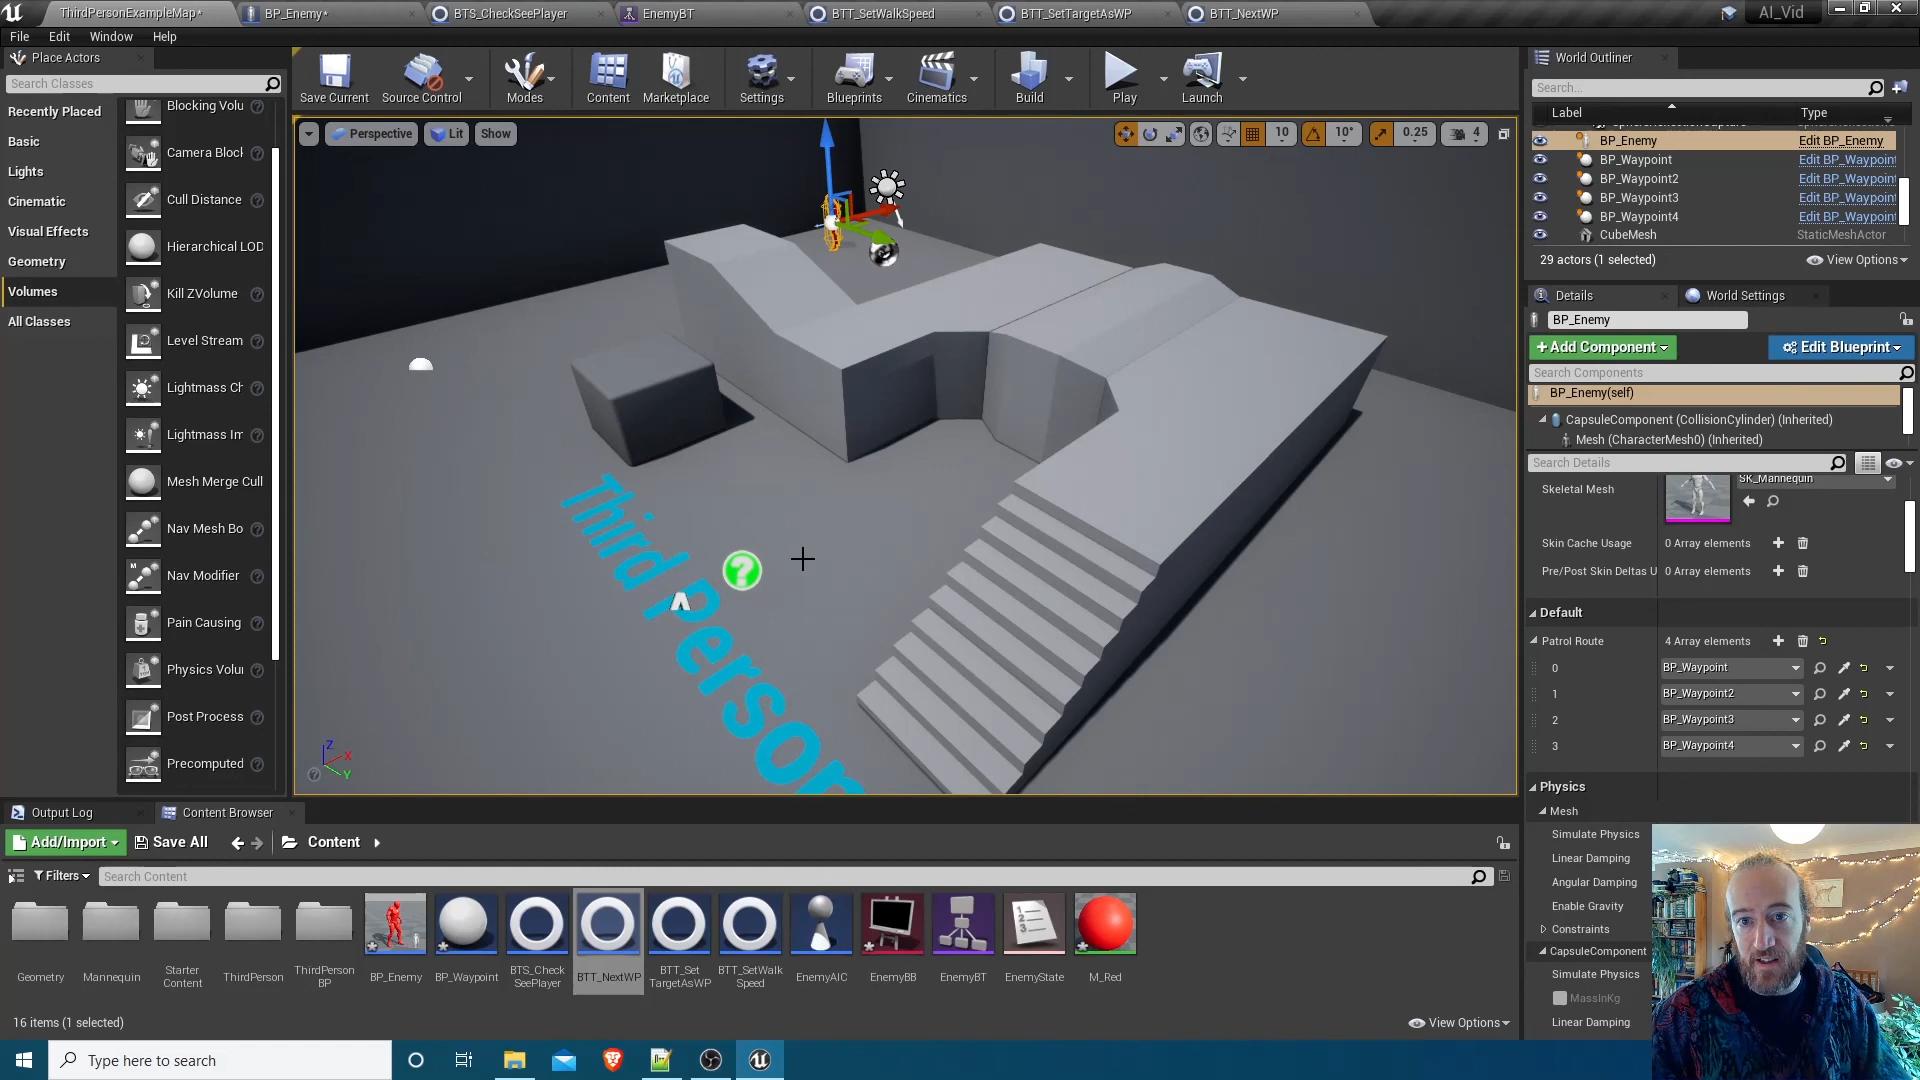 ThirdPersonExampleMap*
BP_Enemy*
BTS_CheckSeePlayer
EnemyBT
BTT_SetWalkSpeed
BTT_SetTargetAsWP
BTT_NextWP
AI_Vid
File
Edit
Window
Help
Place Actors
Search Classes
Recently Placed
Basic
Lights
Cinematic
Visual Effects
Geometry
Volumes
All Classes
Blocking Volu
Camera Block
Cull Distance
Hierarchical LOD
Kill ZVolume
Level Stream
Lightmass Ch
Lightmass Im
Mesh Merge Cull
Nav Mesh Bo
Nav Modifier
Pain Causing
Physics Volu
Post Process
Precomputed
Save Current
Source Control
Modes
Content
Marketplace
Settings
Blueprints
Cinematics
Build
Play
Launch
Perspective
Lit
Show
10
10°
0.25
4
Third Person
Z
X
Y
World Outliner
Search...
Label
Type
BP_Enemy
Edit BP_Enemy
BP_Waypoint
Edit BP_Waypoint
BP_Waypoint2
Edit BP_Waypoint
BP_Waypoint3
Edit BP_Waypoint
BP_Waypoint4
Edit BP_Waypoint
CubeMesh
StaticMeshActor
29 actors (1 selected)
View Options
Details
World Settings
BP_Enemy
+Add Component
Edit Blueprint
Search Components
BP_Enemy(self)
CapsuleComponent (CollisionCylinder) (Inherited)
Mesh (CharacterMesh0) (Inherited)
Search Details
Skeletal Mesh
SK_Mannequin
Skin Cache Usage
0 Array elements
Pre/Post Skin Deltas U
0 Array elements
Default
Patrol Route
4 Array elements
0
BP_Waypoint
1
BP_Waypoint2
2
BP_Waypoint3
3
BP_Waypoint4
Physics
Mesh
Simulate Physics
Linear Damping
Angular Damping
Enable Gravity
Constraints
CapsuleComponent
Simulate Physics
MassInKg
Linear Damping
Output Log
Content Browser
Add/Import
Save All
Content
Filters
Search Content
Geometry
Mannequin
Starter
Content
ThirdPerson
ThirdPerson
BP
BP_Enemy
BP_Waypoint
BTS_Check
SeePlayer
BTT_NextWP
BTT_Set
TargetAsWP
BTT_SetWalk
Speed
EnemyAIC
EnemyBB
EnemyBT
EnemyState
M_Red
16 items (1 selected)
View Options
Type here to search